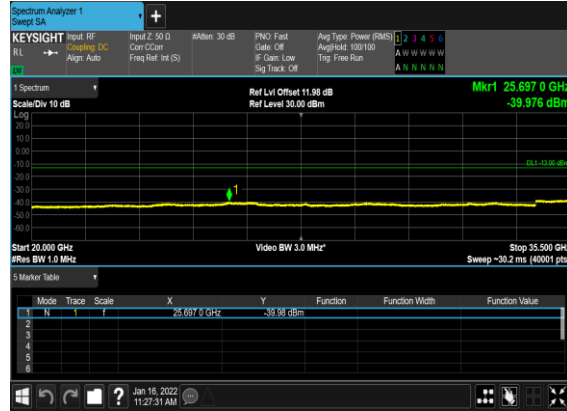 Spectrum Analyzer 1
Swept SA
+
KEYSIGHT Input: RF Input Z: 50 Ω #Atten: 30 dB PNO: Fast Avg Type: Power (RMS) 1 2 3 4 5 6
RL Coupling: DC Corr CCorr Gate: Off Avg|Hold: 100/100 A W W W W W
Align: Auto Freq Ref: Int (S) IF Gain: Low Trig: Free Run
Sig Track: Off A N N N N N
1 Spectrum Ref Lvl Offset 11.98 dB Mkr1 25.697 0 GHz
Scale/Div 10 dB Ref Level 30.00 dBm -39.976 dBm
Log
20.0
10.0
0.00
-10.0 DL1 -13.00 dBm
-20.0
-30.0
-40.0
-50.0
-60.0
1
Start 20.000 GHz Video BW 3.0 MHz* Stop 35.500 GHz
#Res BW 1.0 MHz Sweep ~30.2 ms (40001 pts)
5 Marker Table
Mode Trace Scale X Y Function Function Width Function Value
1 N 1 f 25.697 0 GHz -39.98 dBm
2
3
4
5
6
? Jan 16, 2022
11:27:31 AM